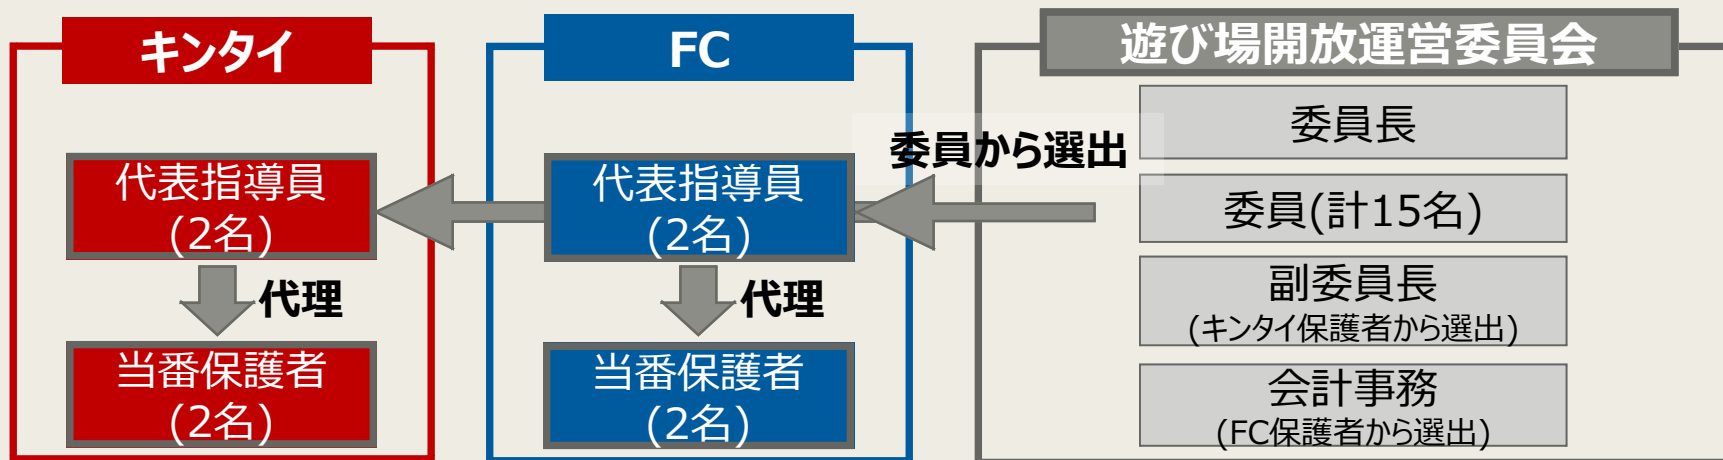 キンタイ
代表指導員
(2名)
代理
当番保護者
(2名)
FC
代表指導員
(2名)
代理
当番保護者
(2名)
委員から選出
遊び場開放運営委員会
委員長
委員(計15名)
副委員長
(キンタイ保護者から選出)
会計事務
(FC保護者から選出)